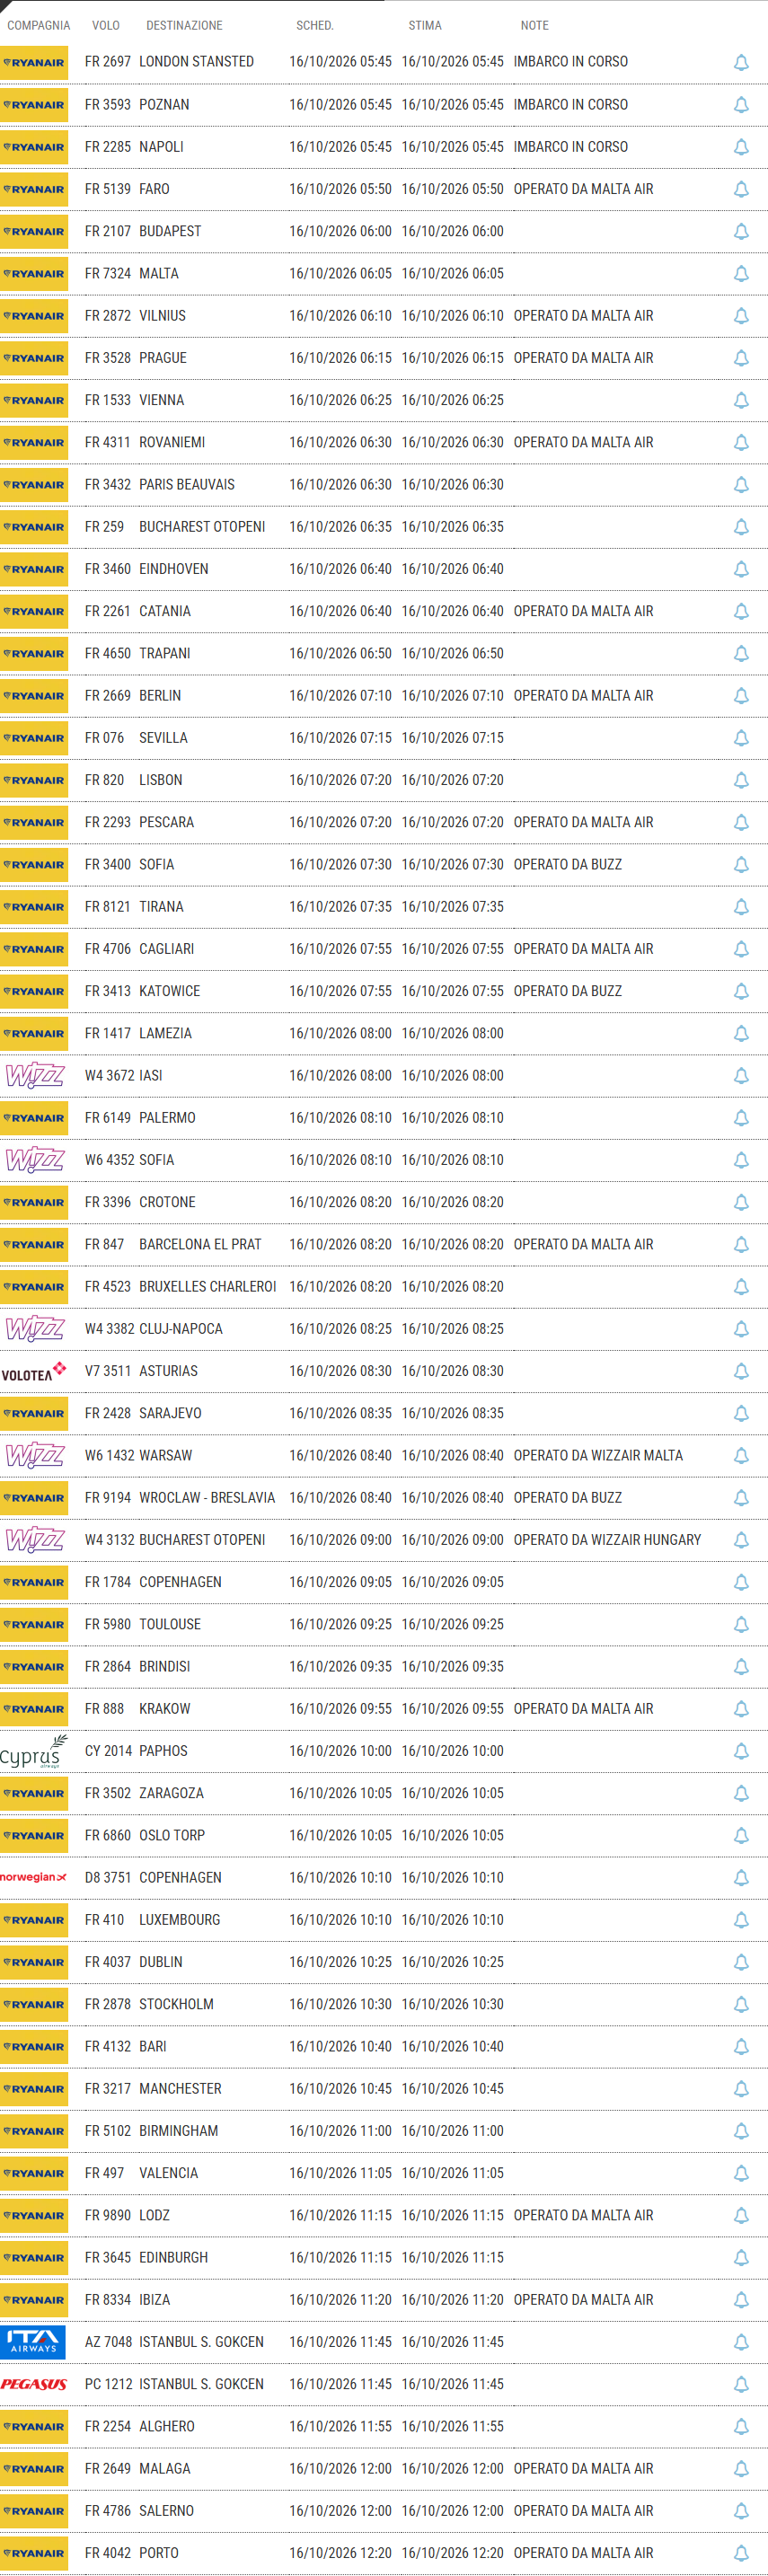 COMPAGNIA VOLO DESTINAZIONE SCHED. STIMA NOTE
RYANAIR FR 2697 LONDON STANSTED 16/10/2026 05:45 16/10/2026 05:45 IMBARCO IN CORSO
RYANAIR FR 3593 POZNAN 16/10/2026 05:45 16/10/2026 05:45 IMBARCO IN CORSO
RYANAIR FR 2285 NAPOLI 16/10/2026 05:45 16/10/2026 05:45 IMBARCO IN CORSO
RYANAIR FR 5139 FARO 16/10/2026 05:50 16/10/2026 05:50 OPERATO DA MALTA AIR
RYANAIR FR 2107 BUDAPEST 16/10/2026 06:00 16/10/2026 06:00
RYANAIR FR 7324 MALTA 16/10/2026 06:05 16/10/2026 06:05
RYANAIR FR 2872 VILNIUS 16/10/2026 06:10 16/10/2026 06:10 OPERATO DA MALTA AIR
RYANAIR FR 3528 PRAGUE 16/10/2026 06:15 16/10/2026 06:15 OPERATO DA MALTA AIR
RYANAIR FR 1533 VIENNA 16/10/2026 06:25 16/10/2026 06:25
RYANAIR FR 4311 ROVANIEMI 16/10/2026 06:30 16/10/2026 06:30 OPERATO DA MALTA AIR
RYANAIR FR 3432 PARIS BEAUVAIS 16/10/2026 06:30 16/10/2026 06:30
RYANAIR FR 259 BUCHAREST OTOPENI 16/10/2026 06:35 16/10/2026 06:35
RYANAIR FR 3460 EINDHOVEN 16/10/2026 06:40 16/10/2026 06:40
RYANAIR FR 2261 CATANIA 16/10/2026 06:40 16/10/2026 06:40 OPERATO DA MALTA AIR
RYANAIR FR 4650 TRAPANI 16/10/2026 06:50 16/10/2026 06:50
RYANAIR FR 2669 BERLIN 16/10/2026 07:10 16/10/2026 07:10 OPERATO DA MALTA AIR
RYANAIR FR 076 SEVILLA 16/10/2026 07:15 16/10/2026 07:15
RYANAIR FR 820 LISBON 16/10/2026 07:20 16/10/2026 07:20
RYANAIR FR 2293 PESCARA 16/10/2026 07:20 16/10/2026 07:20 OPERATO DA MALTA AIR
RYANAIR FR 3400 SOFIA 16/10/2026 07:30 16/10/2026 07:30 OPERATO DA BUZZ
RYANAIR FR 8121 TIRANA 16/10/2026 07:35 16/10/2026 07:35
RYANAIR FR 4706 CAGLIARI 16/10/2026 07:55 16/10/2026 07:55 OPERATO DA MALTA AIR
RYANAIR FR 3413 KATOWICE 16/10/2026 07:55 16/10/2026 07:55 OPERATO DA BUZZ
RYANAIR FR 1417 LAMEZIA 16/10/2026 08:00 16/10/2026 08:00
WIZZ W4 3672 IASI 16/10/2026 08:00 16/10/2026 08:00
RYANAIR FR 6149 PALERMO 16/10/2026 08:10 16/10/2026 08:10
WIZZ W6 4352 SOFIA 16/10/2026 08:10 16/10/2026 08:10
RYANAIR FR 3396 CROTONE 16/10/2026 08:20 16/10/2026 08:20
RYANAIR FR 847 BARCELONA EL PRAT 16/10/2026 08:20 16/10/2026 08:20 OPERATO DA MALTA AIR
RYANAIR FR 4523 BRUXELLES CHARLEROI 16/10/2026 08:20 16/10/2026 08:20
WIZZ W4 3382 CLUJ-NAPOCA 16/10/2026 08:25 16/10/2026 08:25
VOLOTEA V7 3511 ASTURIAS 16/10/2026 08:30 16/10/2026 08:30
RYANAIR FR 2428 SARAJEVO 16/10/2026 08:35 16/10/2026 08:35
WIZZ W6 1432 WARSAW 16/10/2026 08:40 16/10/2026 08:40 OPERATO DA WIZZAIR MALTA
RYANAIR FR 9194 WROCLAW - BRESLAVIA 16/10/2026 08:40 16/10/2026 08:40 OPERATO DA BUZZ
WIZZ W4 3132 BUCHAREST OTOPENI 16/10/2026 09:00 16/10/2026 09:00 OPERATO DA WIZZAIR HUNGARY
RYANAIR FR 1784 COPENHAGEN 16/10/2026 09:05 16/10/2026 09:05
RYANAIR FR 5980 TOULOUSE 16/10/2026 09:25 16/10/2026 09:25
RYANAIR FR 2864 BRINDISI 16/10/2026 09:35 16/10/2026 09:35
RYANAIR FR 888 KRAKOW 16/10/2026 09:55 16/10/2026 09:55 OPERATO DA MALTA AIR
cyprus airways CY 2014 PAPHOS 16/10/2026 10:00 16/10/2026 10:00
RYANAIR FR 3502 ZARAGOZA 16/10/2026 10:05 16/10/2026 10:05
RYANAIR FR 6860 OSLO TORP 16/10/2026 10:05 16/10/2026 10:05
norwegian D8 3751 COPENHAGEN 16/10/2026 10:10 16/10/2026 10:10
RYANAIR FR 410 LUXEMBOURG 16/10/2026 10:10 16/10/2026 10:10
RYANAIR FR 4037 DUBLIN 16/10/2026 10:25 16/10/2026 10:25
RYANAIR FR 2878 STOCKHOLM 16/10/2026 10:30 16/10/2026 10:30
RYANAIR FR 4132 BARI 16/10/2026 10:40 16/10/2026 10:40
RYANAIR FR 3217 MANCHESTER 16/10/2026 10:45 16/10/2026 10:45
RYANAIR FR 5102 BIRMINGHAM 16/10/2026 11:00 16/10/2026 11:00
RYANAIR FR 497 VALENCIA 16/10/2026 11:05 16/10/2026 11:05
RYANAIR FR 9890 LODZ 16/10/2026 11:15 16/10/2026 11:15 OPERATO DA MALTA AIR
RYANAIR FR 3645 EDINBURGH 16/10/2026 11:15 16/10/2026 11:15
RYANAIR FR 8334 IBIZA 16/10/2026 11:20 16/10/2026 11:20 OPERATO DA MALTA AIR
ITA AIRWAYS AZ 7048 ISTANBUL S. GOKCEN 16/10/2026 11:45 16/10/2026 11:45
PEGASUS PC 1212 ISTANBUL S. GOKCEN 16/10/2026 11:45 16/10/2026 11:45
RYANAIR FR 2254 ALGHERO 16/10/2026 11:55 16/10/2026 11:55
RYANAIR FR 2649 MALAGA 16/10/2026 12:00 16/10/2026 12:00 OPERATO DA MALTA AIR
RYANAIR FR 4786 SALERNO 16/10/2026 12:00 16/10/2026 12:00 OPERATO DA MALTA AIR
RYANAIR FR 4042 PORTO 16/10/2026 12:20 16/10/2026 12:20 OPERATO DA MALTA AIR